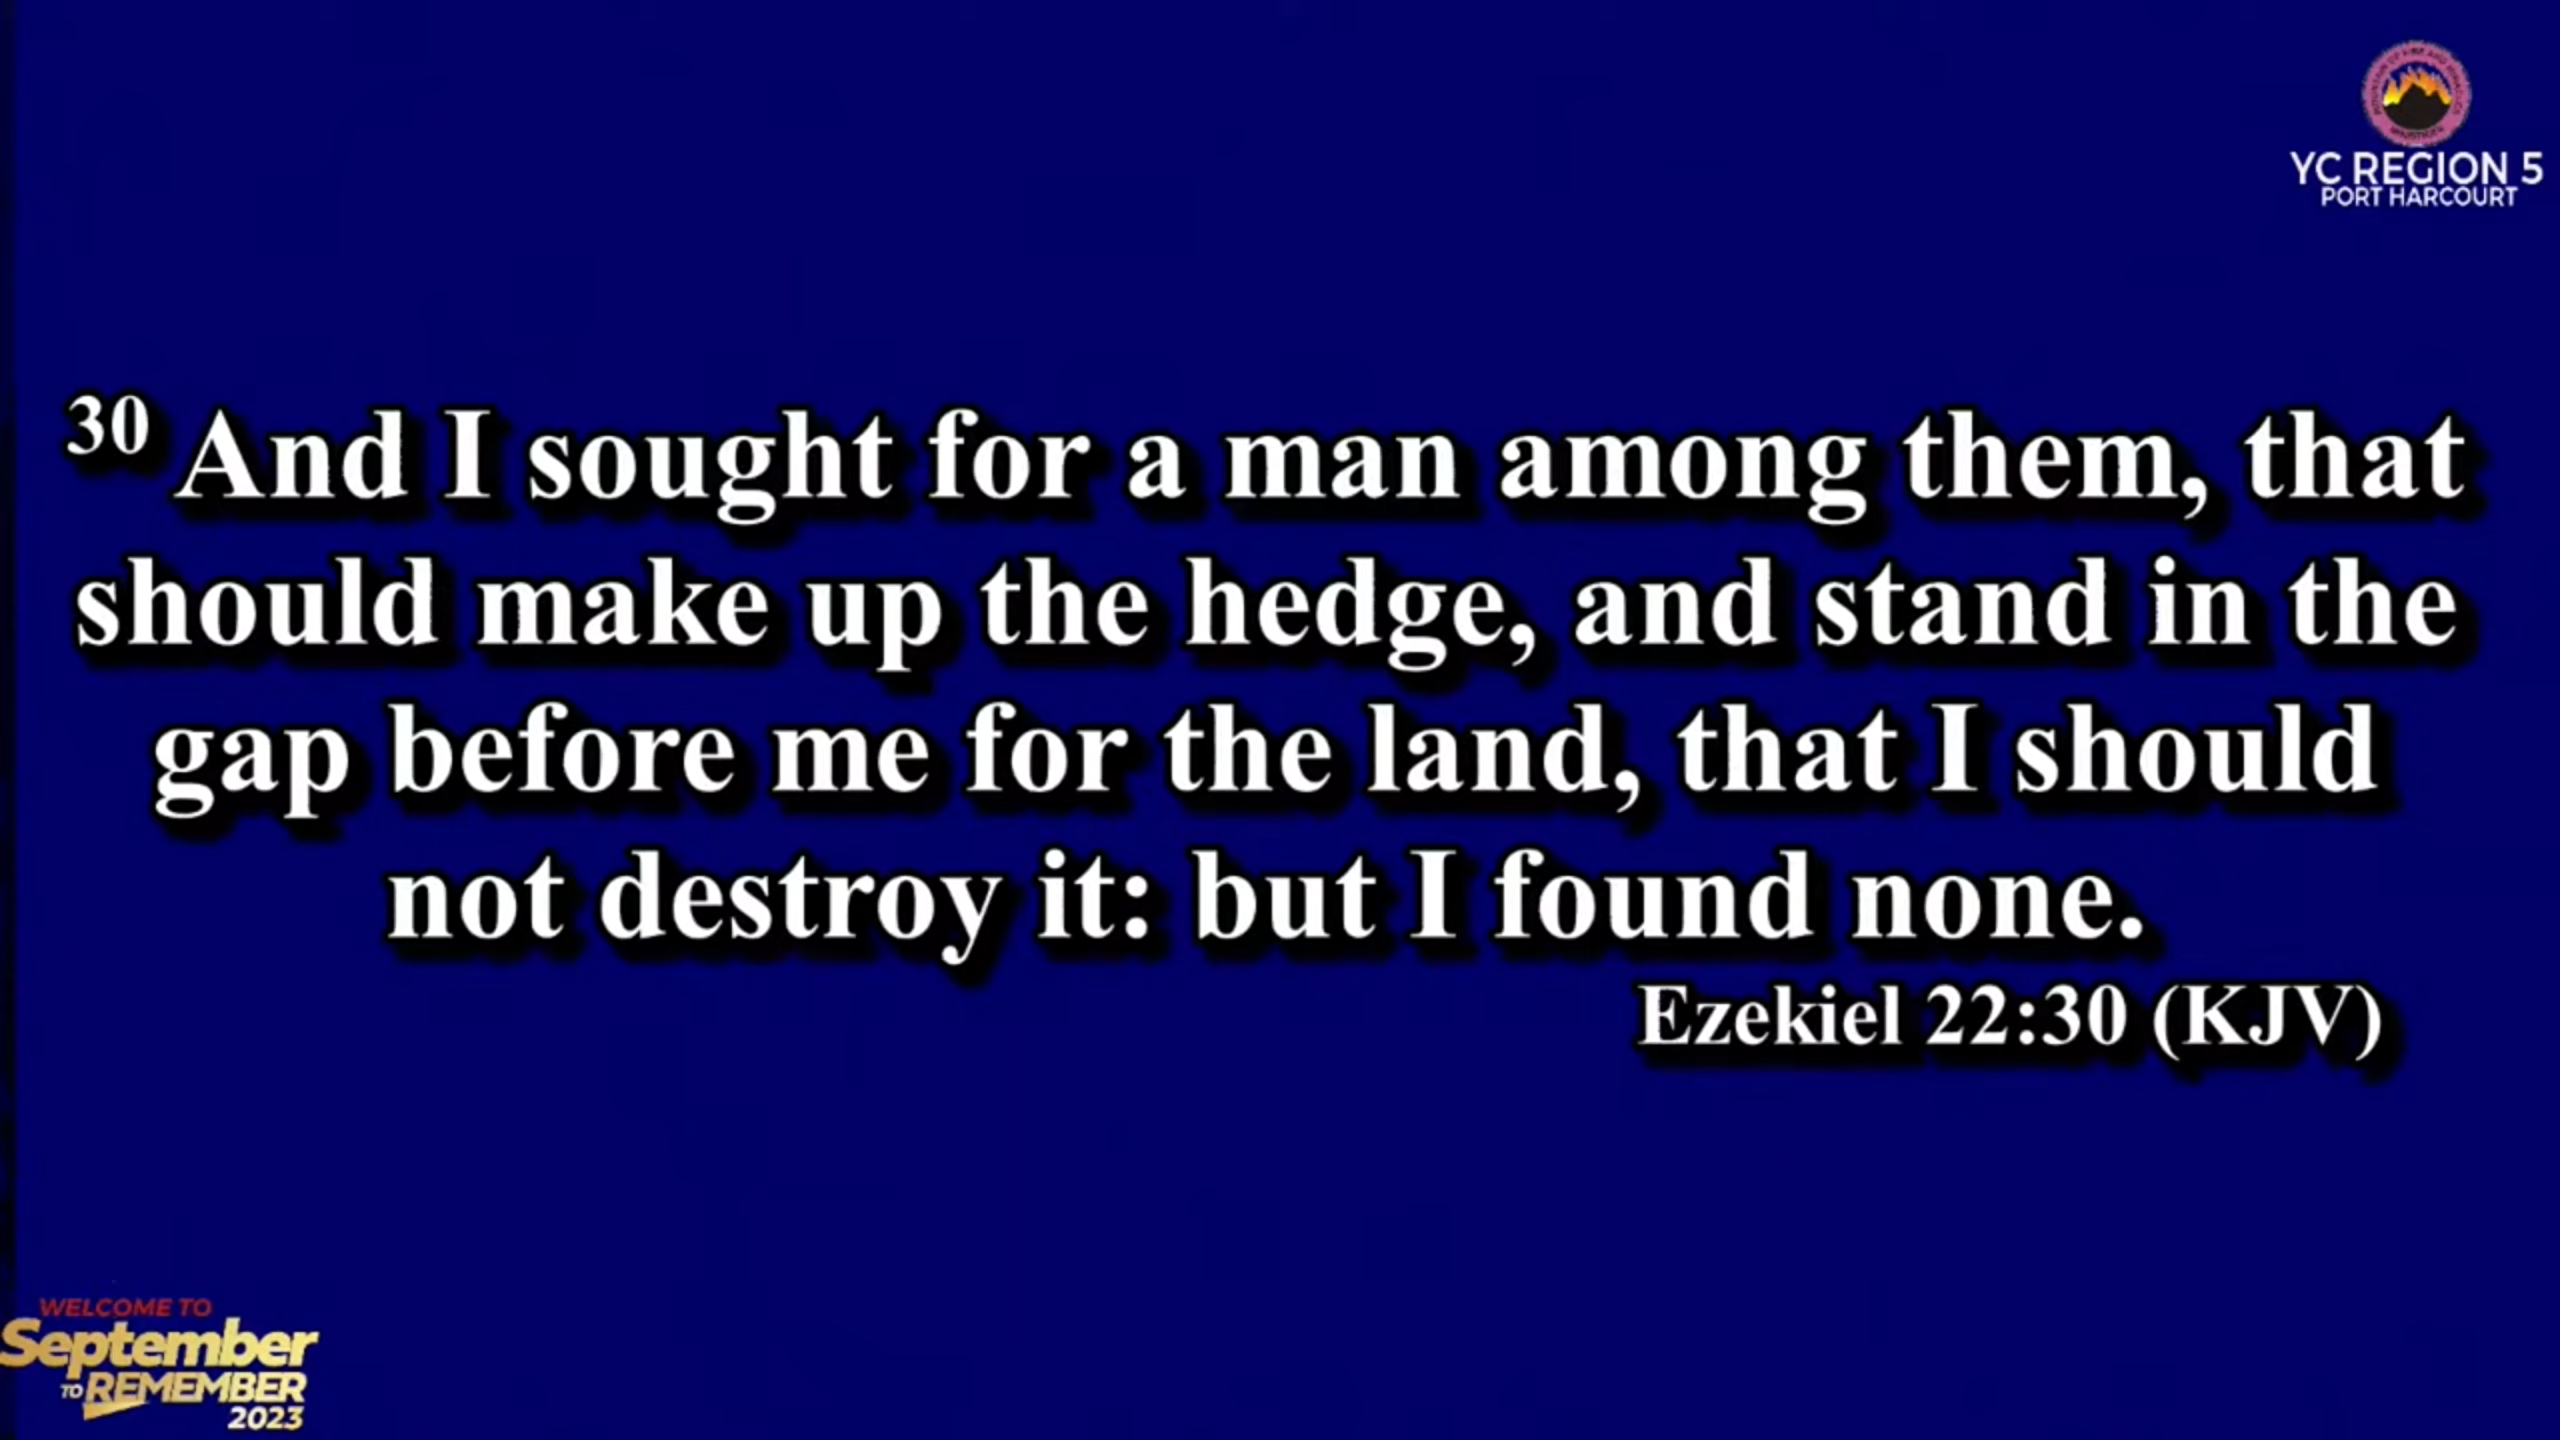 YC REGION 5
PORT HARCOURT
30 And I sought for a man among them, that
should make up the hedge, and stand in the
gap before me for the land, that I should
not destroy it: but I found none.
Ezekiel 22:30 (KJV)
WELCOME TO
September
TO REMEMBER
2023